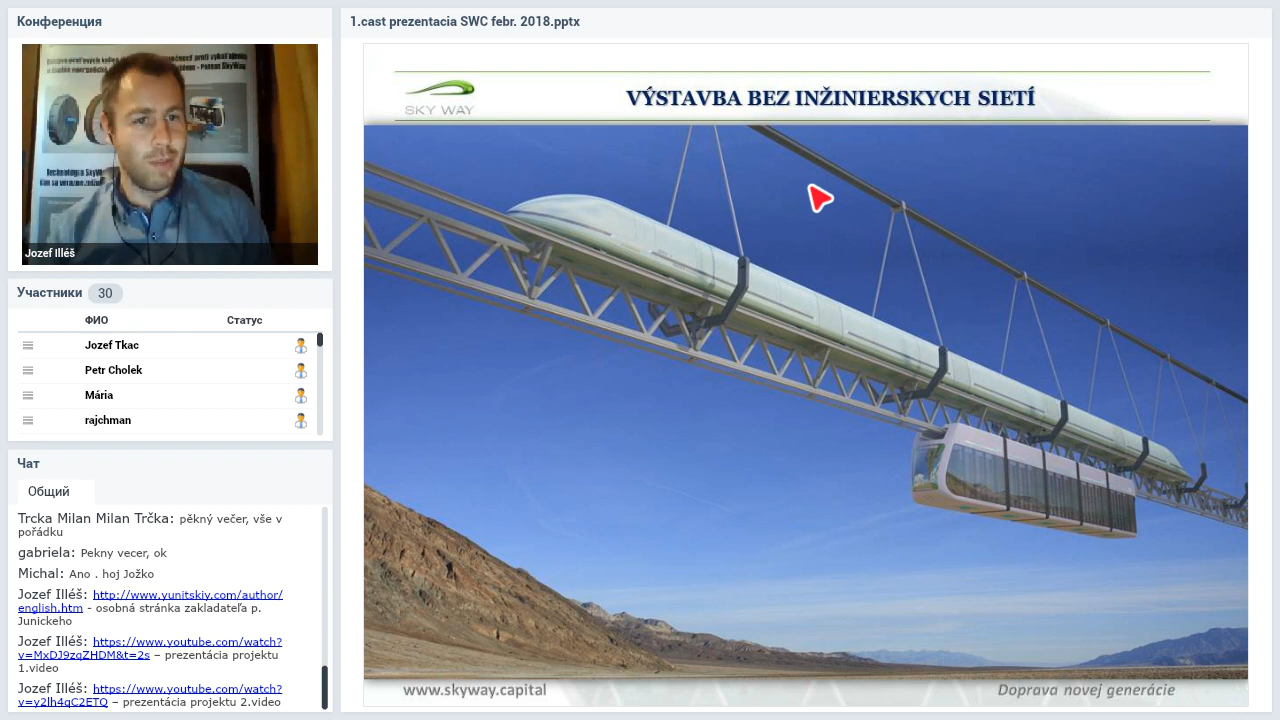 Конференция
Jozef Illéš
Участники 30
ФИО Статус
Jozef Tkac
Petr Cholek
Mária
rajchman
Чат
Общий
Trcka Milan Milan Trčka: pěkný večer, vše v
pořádku
gabriela: Pekny vecer, ok
Michal: Ano . hoj Jožko
Jozef Illéš: http://www.yunitskiy.com/author/
english.htm - osobná stránka zakladateľa p.
Junickeho
Jozef Illéš: https://www.youtube.com/watch?
v=MxDJ9zqZHDM&t=2s – prezentácia projektu
1.video
Jozef Illéš: https://www.youtube.com/watch?
v=y2lh4qC2ETQ – prezentácia projektu 2.video
1.cast prezentacia SWC febr. 2018.pptx
SKY WAY
VÝSTAVBA BEZ INŽINIERSKYCH SIETÍ
www.skyway.capital
Doprava novej generácie